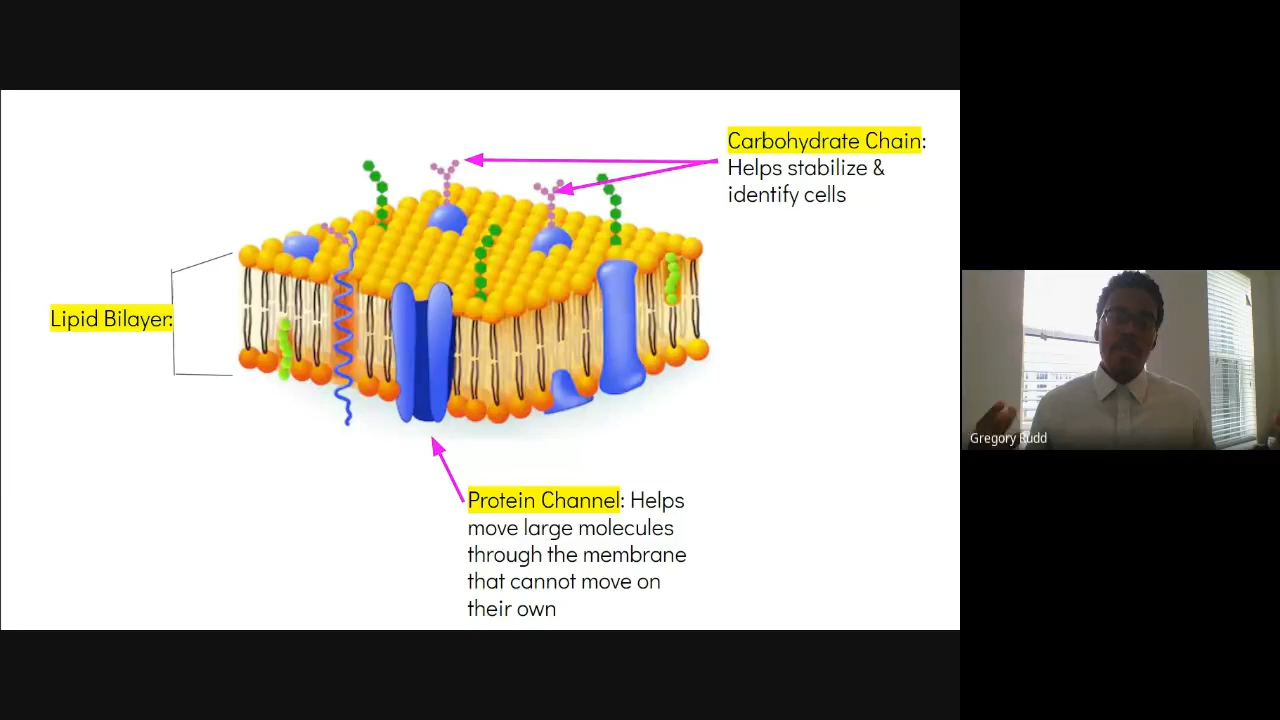 Carbohydrate Chain:
Helps stabilize &
identify cells
Lipid Bilayer:
Protein Channel: Helps
move large molecules
through the membrane
that cannot move on
their own
Gregory Rudd